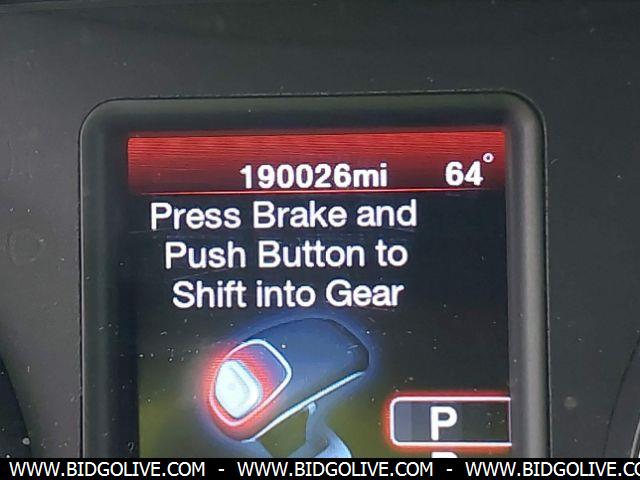 190026mi 64°
Press Brake and
Push Button to
Shift into Gear
P
WWW.BIDGOLIVE.COM - WWW.BIDGOLIVE.COM - WWW.BIDGOLIVE.CO